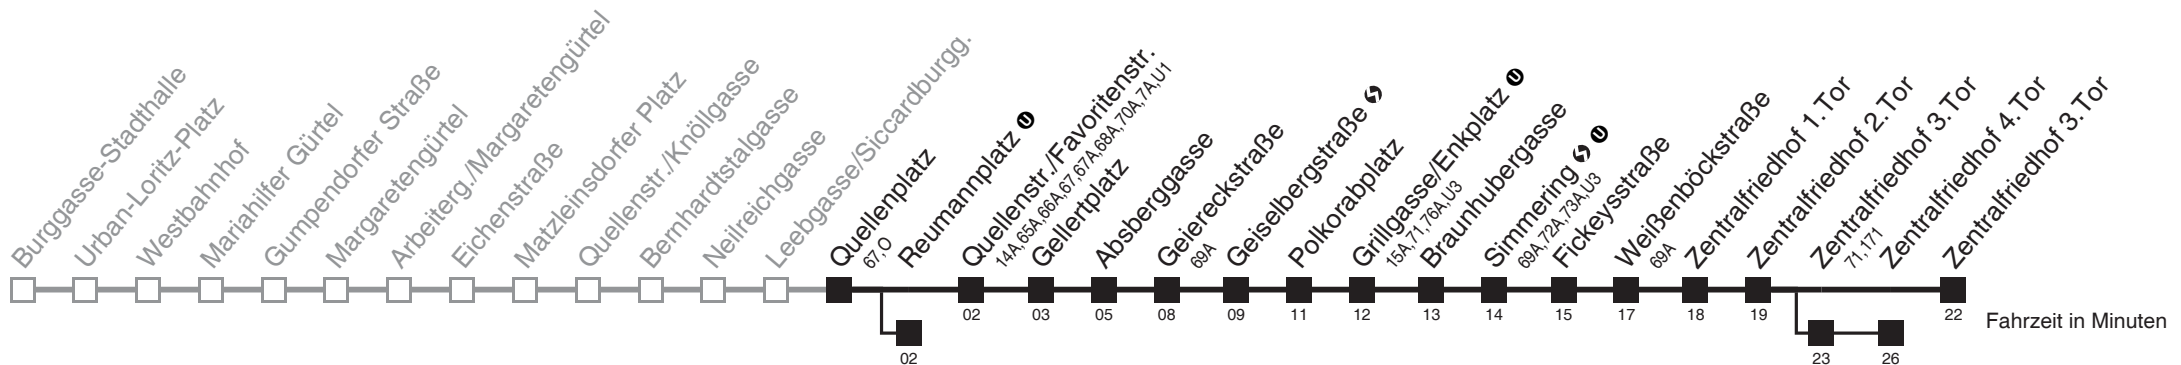 Burggasse-Stadthalle
Urban-Loritz-Platz
Westbahnhof
Mariahilfer Gürtel
Gumpendorfer Straße
Margaretengürtel
Arbeiterg./Margaretengürtel
Eichenstraße
Matzleinsdorfer Platz
Quellenstr./Knöllgasse
Bernhardtstalgasse
Neilreichgasse
Leebgasse/Siccardburgg.
Quellenplatz
67,O
Reumannplatz U
Quellenstr./Favoritenstr.
14A,65A,66A,67,67A,68A,70A,7A,U1
Gellertplatz
Absberggasse
Geiereckstraße
69A
Geiselbergstraße
Polkorabplatz
Grillgasse/Enkplatz U
15A,71,76A,U3
Braunhubergasse
Simmering U
69A,72A,73A,U3
Fickeysstraße
Weißenböckstraße
69A
Zentralfriedhof 1.Tor
Zentralfriedhof 2.Tor
Zentralfriedhof 3.Tor
71,171
Zentralfriedhof 4.Tor
Zentralfriedhof 3.Tor
02 03 05 08 09 11 12 13 14 15 17 18 19 22
Fahrzeit in Minuten
02 23 26